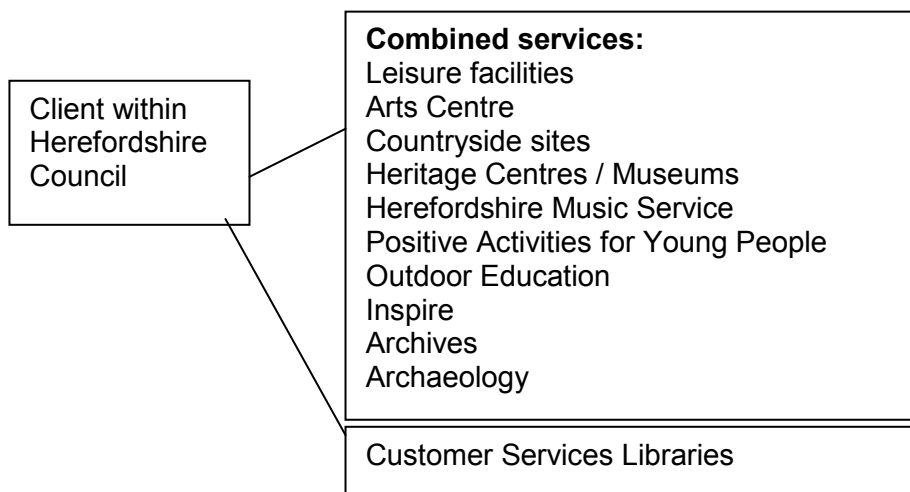 Client within
Herefordshire
Council
Combined services:
Leisure facilities
Arts Centre
Countryside sites
Heritage Centres / Museums
Herefordshire Music Service
Positive Activities for Young People
Outdoor Education
Inspire
Archives
Archaeology
Customer Services Libraries